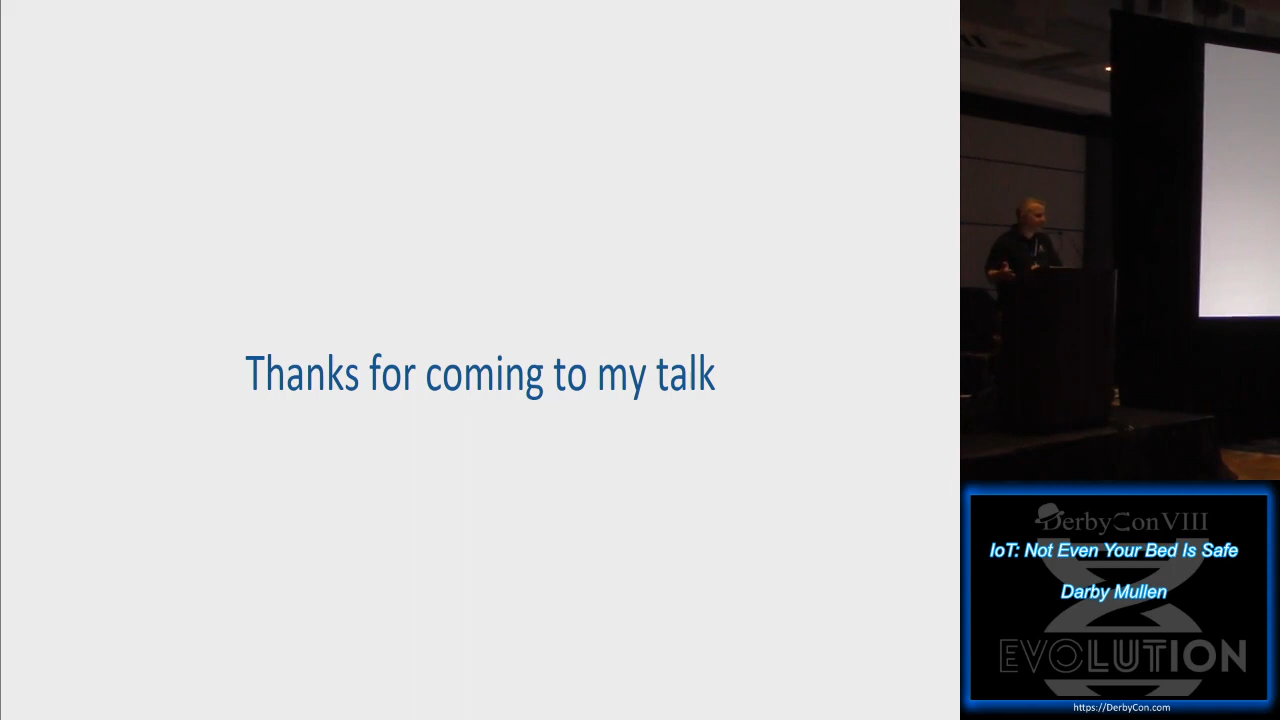 Thanks for coming to my talk
DerbyCon VIII
IoT: Not Even Your Bed Is Safe
Darby Mullen
EVOLUTION
https://DerbyCon.com